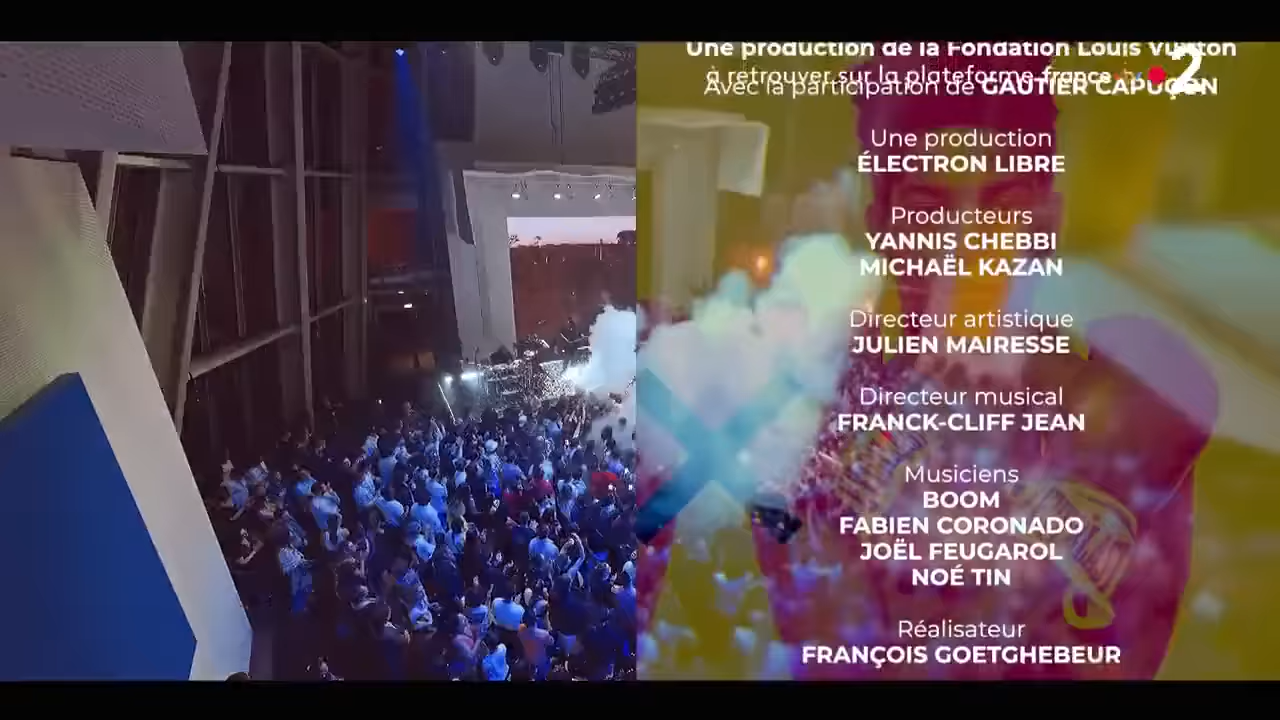 Une production de la Fondation Louis Vuitton
à retrouver sur la plateforme france•tv
2
Avec la participation de GAUTIER CAPUÇON
Une production
ÉLECTRON LIBRE
Producteurs
YANNIS CHEBBI
MICHAËL KAZAN
Directeur artistique
JULIEN MAIRESSE
Directeur musical
FRANCK-CLIFF JEAN
Musiciens
BOOM
FABIEN CORONADO
JOËL FEUGAROL
NOÉ TIN
Réalisateur
FRANÇOIS GOETGHEBEUR